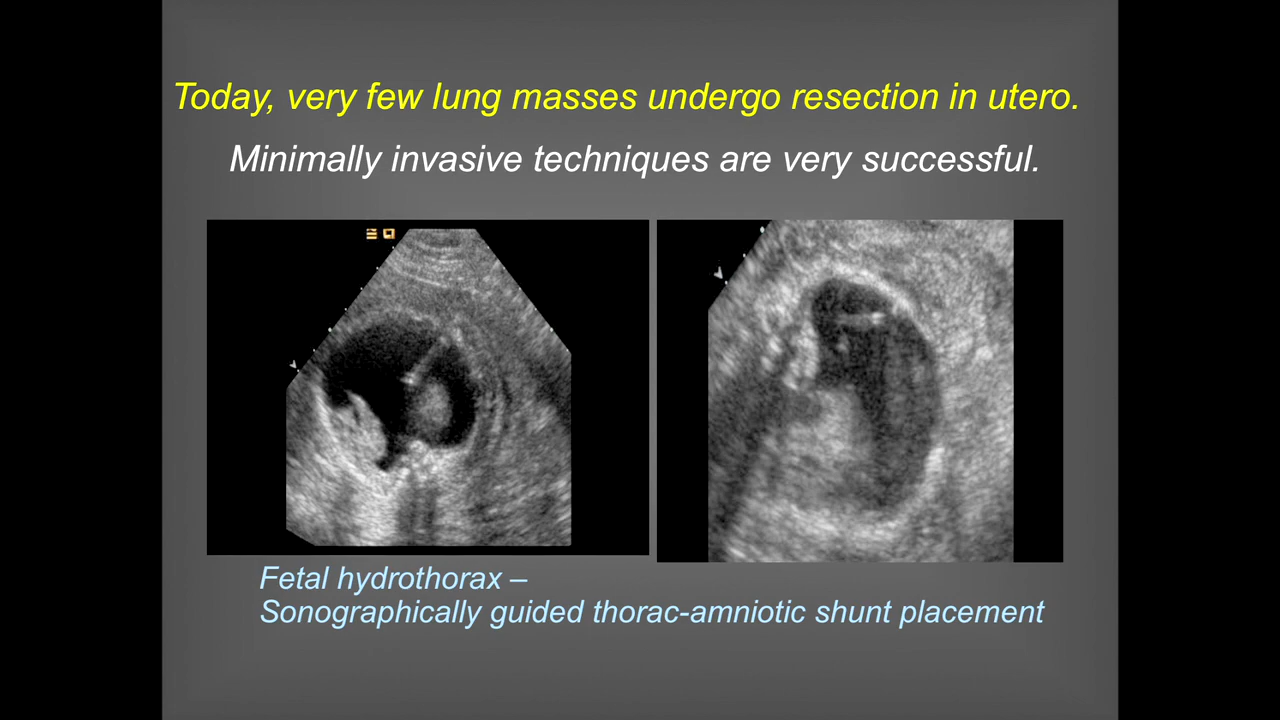 Today, very few lung masses undergo resection in utero.
Minimally invasive techniques are very successful.
Fetal hydrothorax –
Sonographically guided thorac-amniotic shunt placement